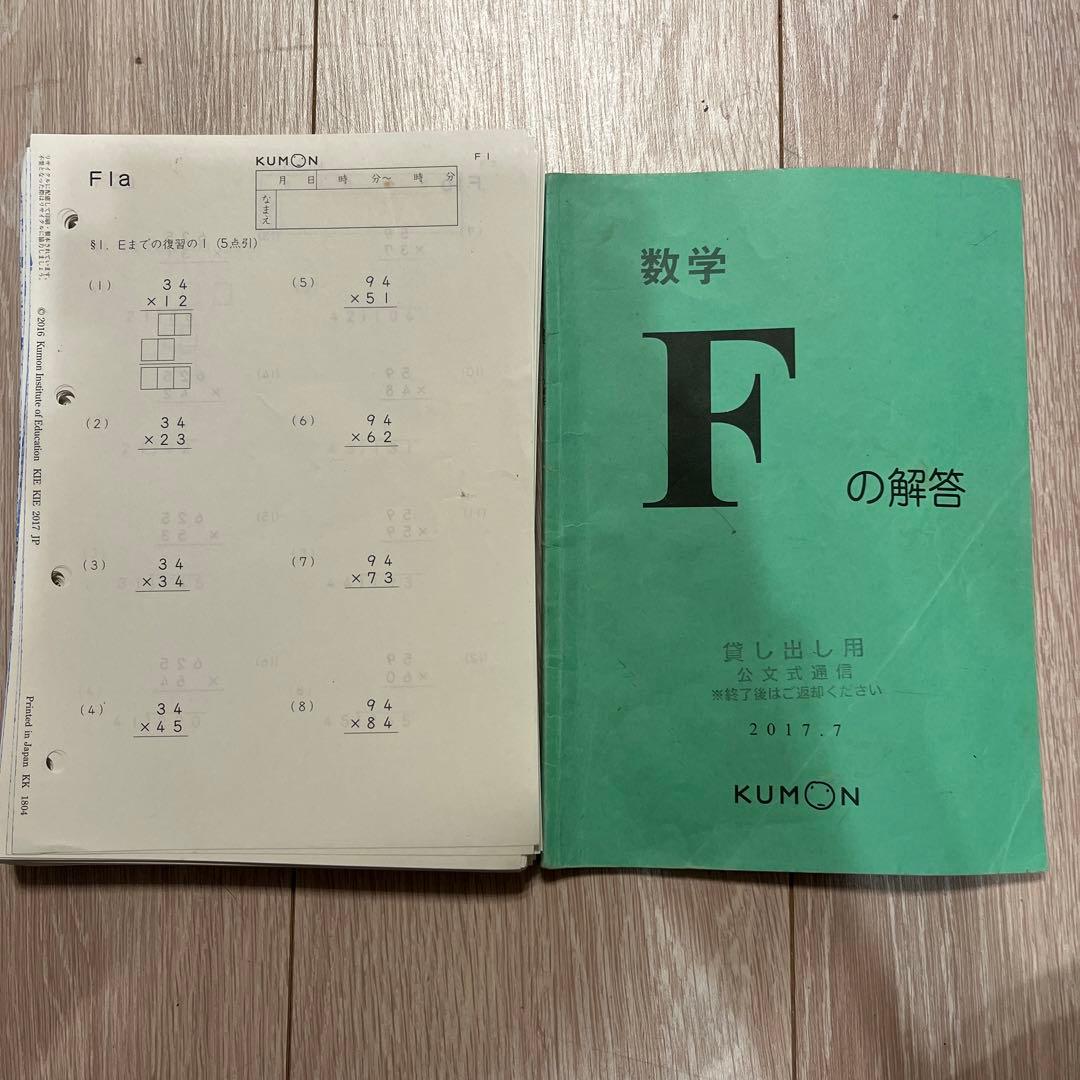 KUMON
F1
F1a
月 日 時 分〜 時 分
なまえ
§1. Eまでの復習の1 (5点引)
(1) 34
×12
(2) 34
×23
(3) 34
×34
(4) 34
×45
(5) 94
×51
(6) 94
×62
(7) 94
×73
(8) 94
×84
© 2016 Kumon Institute of Education KIE KIE 2017 JP
Printed in Japan KK 1804
数学
F
の解答
貸し出し用
公文式通信
※終了後はご返却ください
2017.7
KUMON